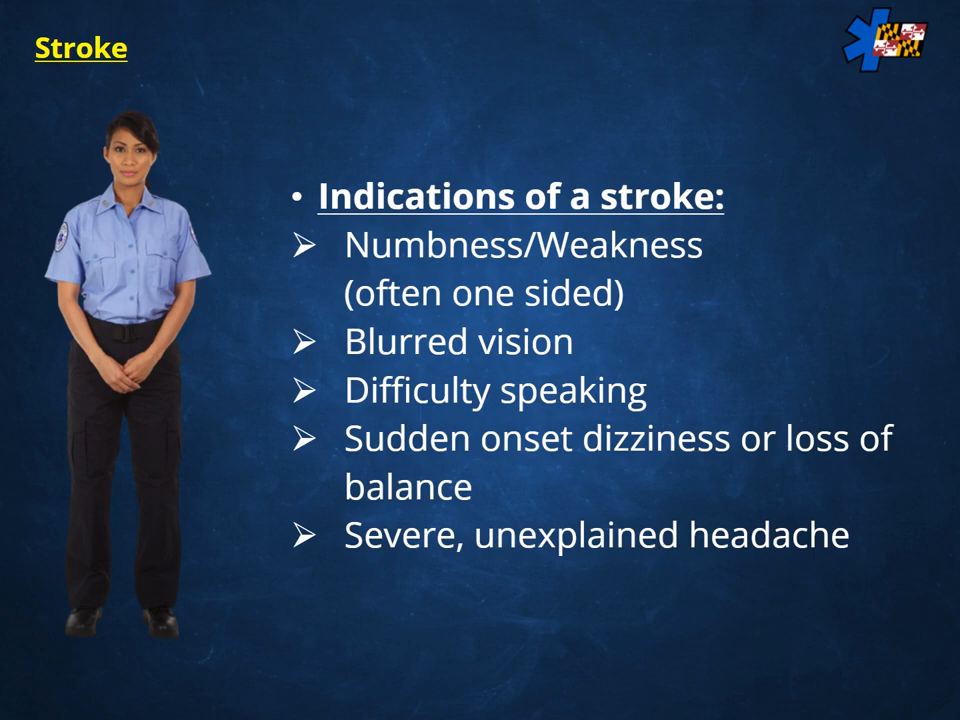 Stroke
• Indications of a stroke:
➢ Numbness/Weakness
(often one sided)
➢ Blurred vision
➢ Difficulty speaking
➢ Sudden onset dizziness or loss of
balance
➢ Severe, unexplained headache